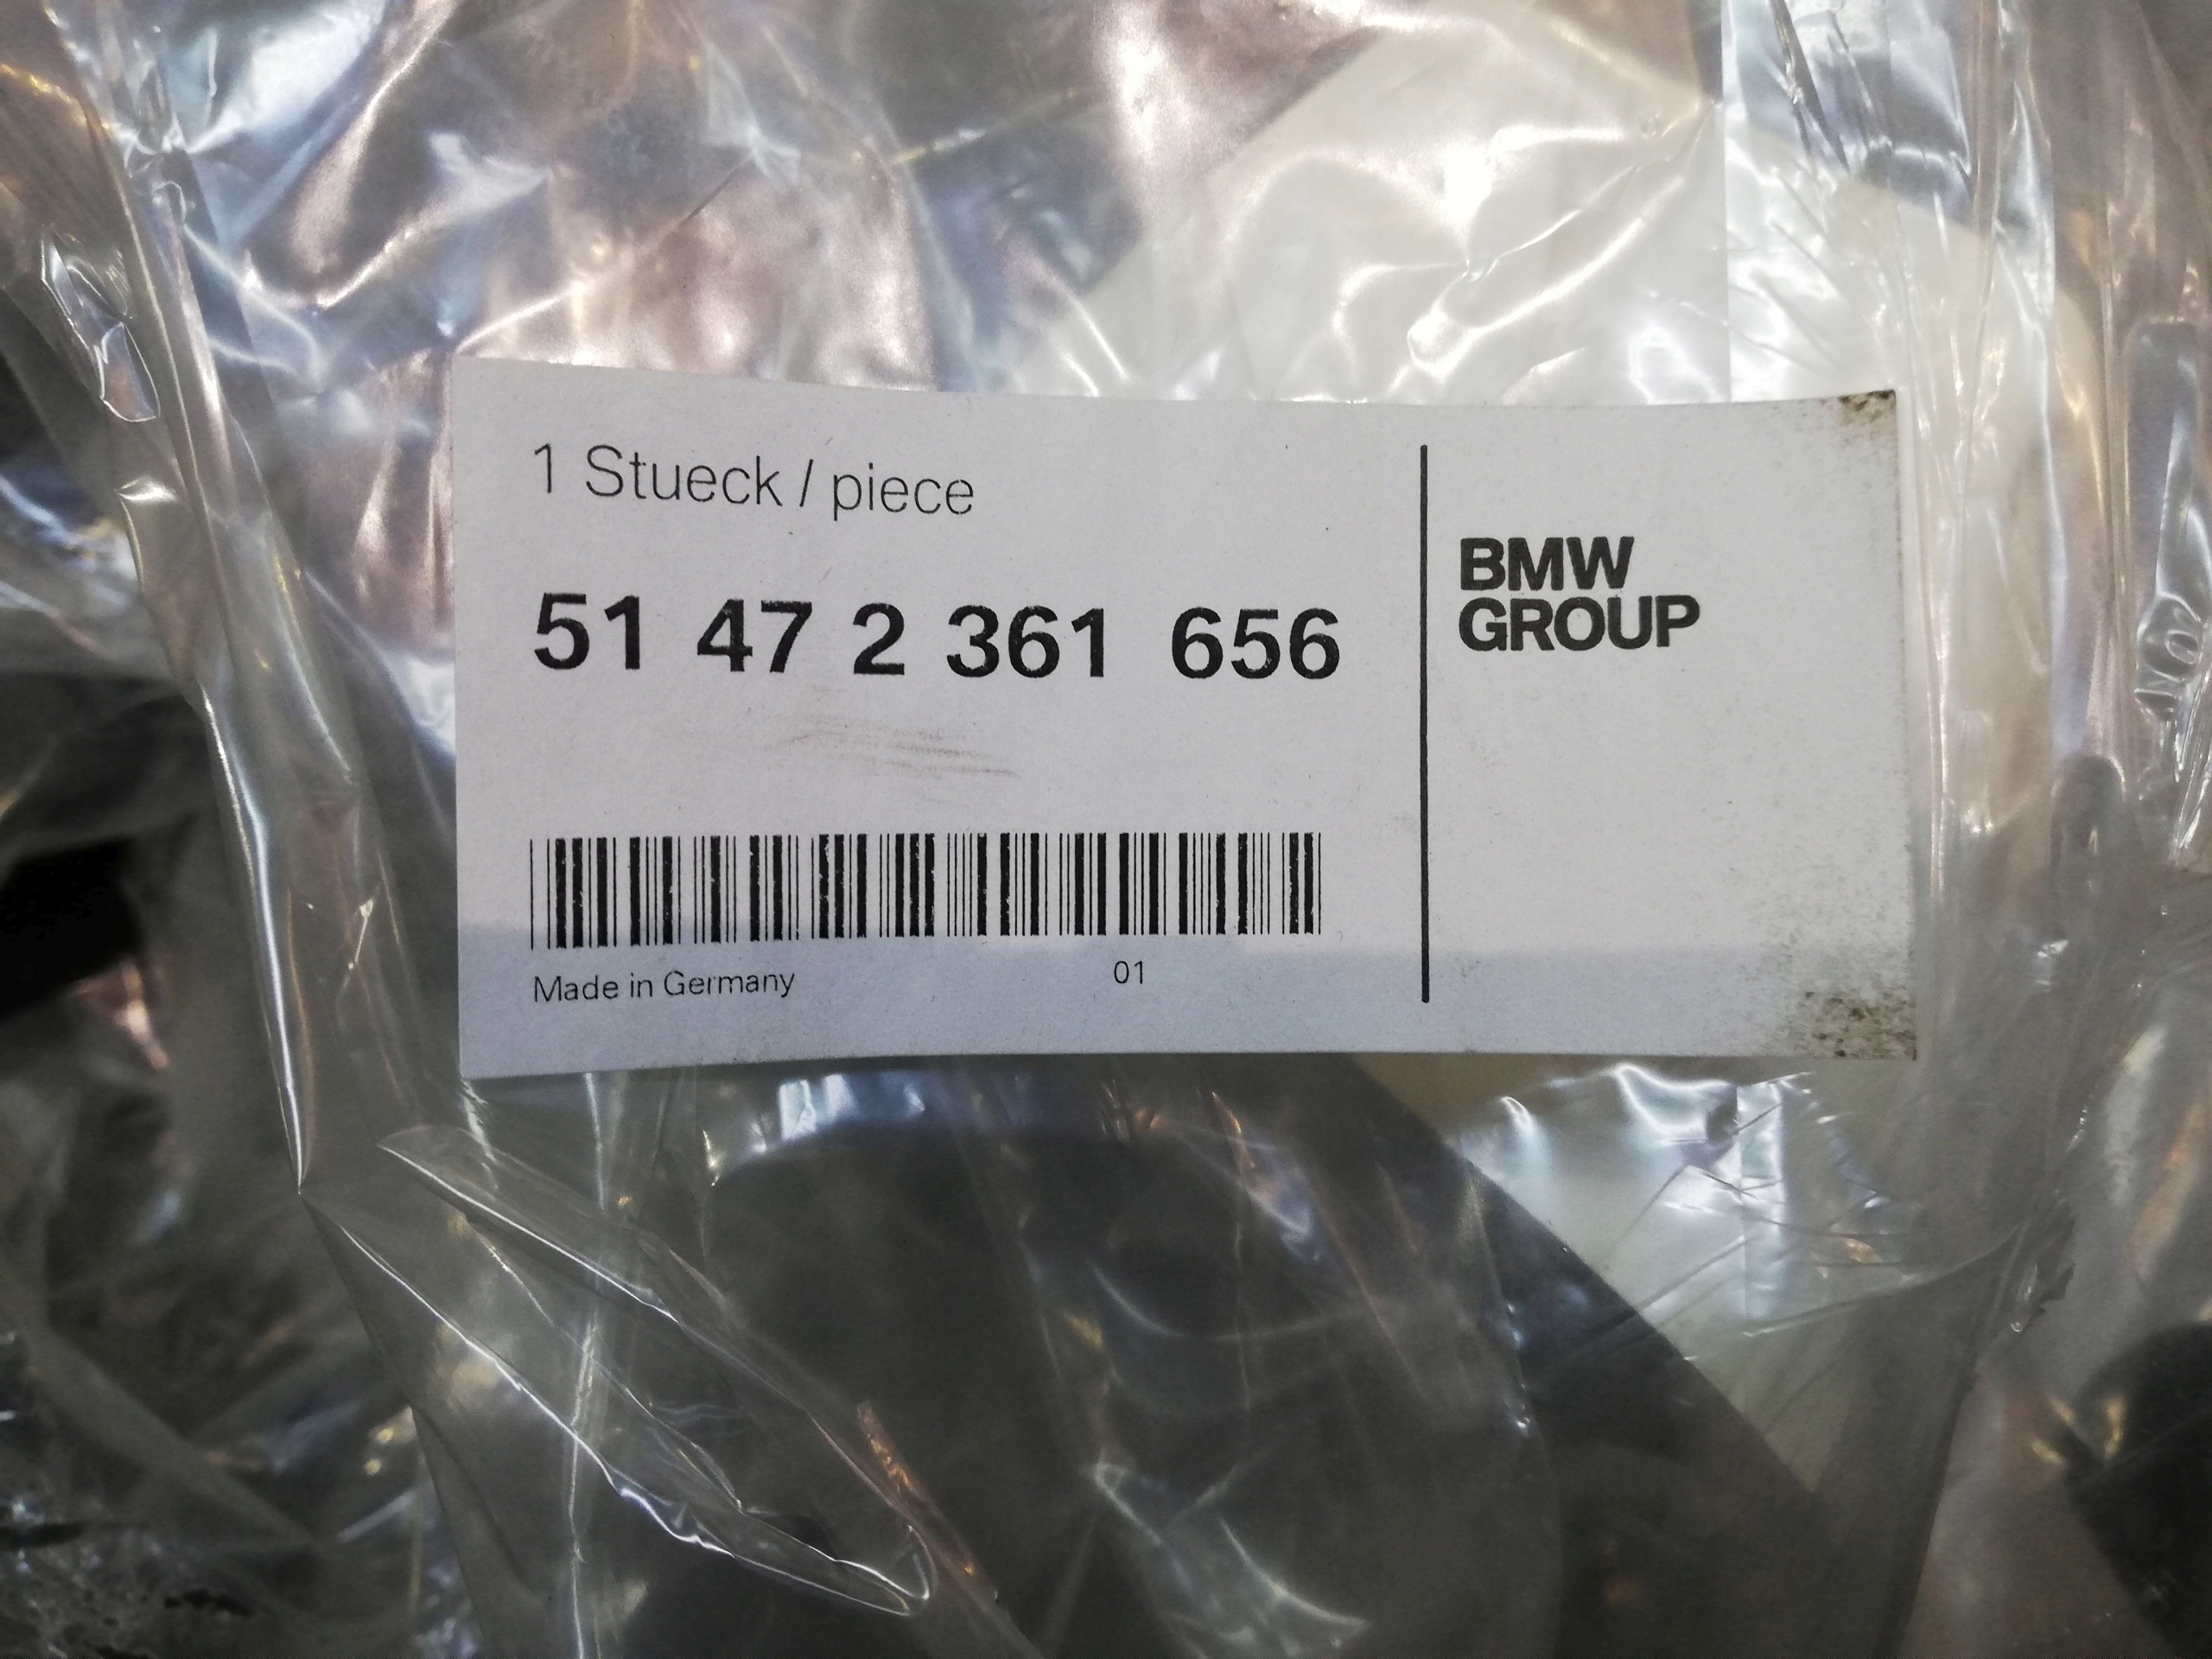 1 Stueck / piece
51 47 2 361 656
BMW
GROUP
Made in Germany
01